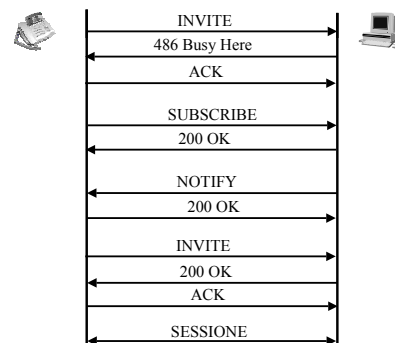 INVITE
486 Busy Here
ACK
SUBSCRIBE
200 OK
NOTIFY
200 OK
INVITE
200 OK
ACK
SESSIONE